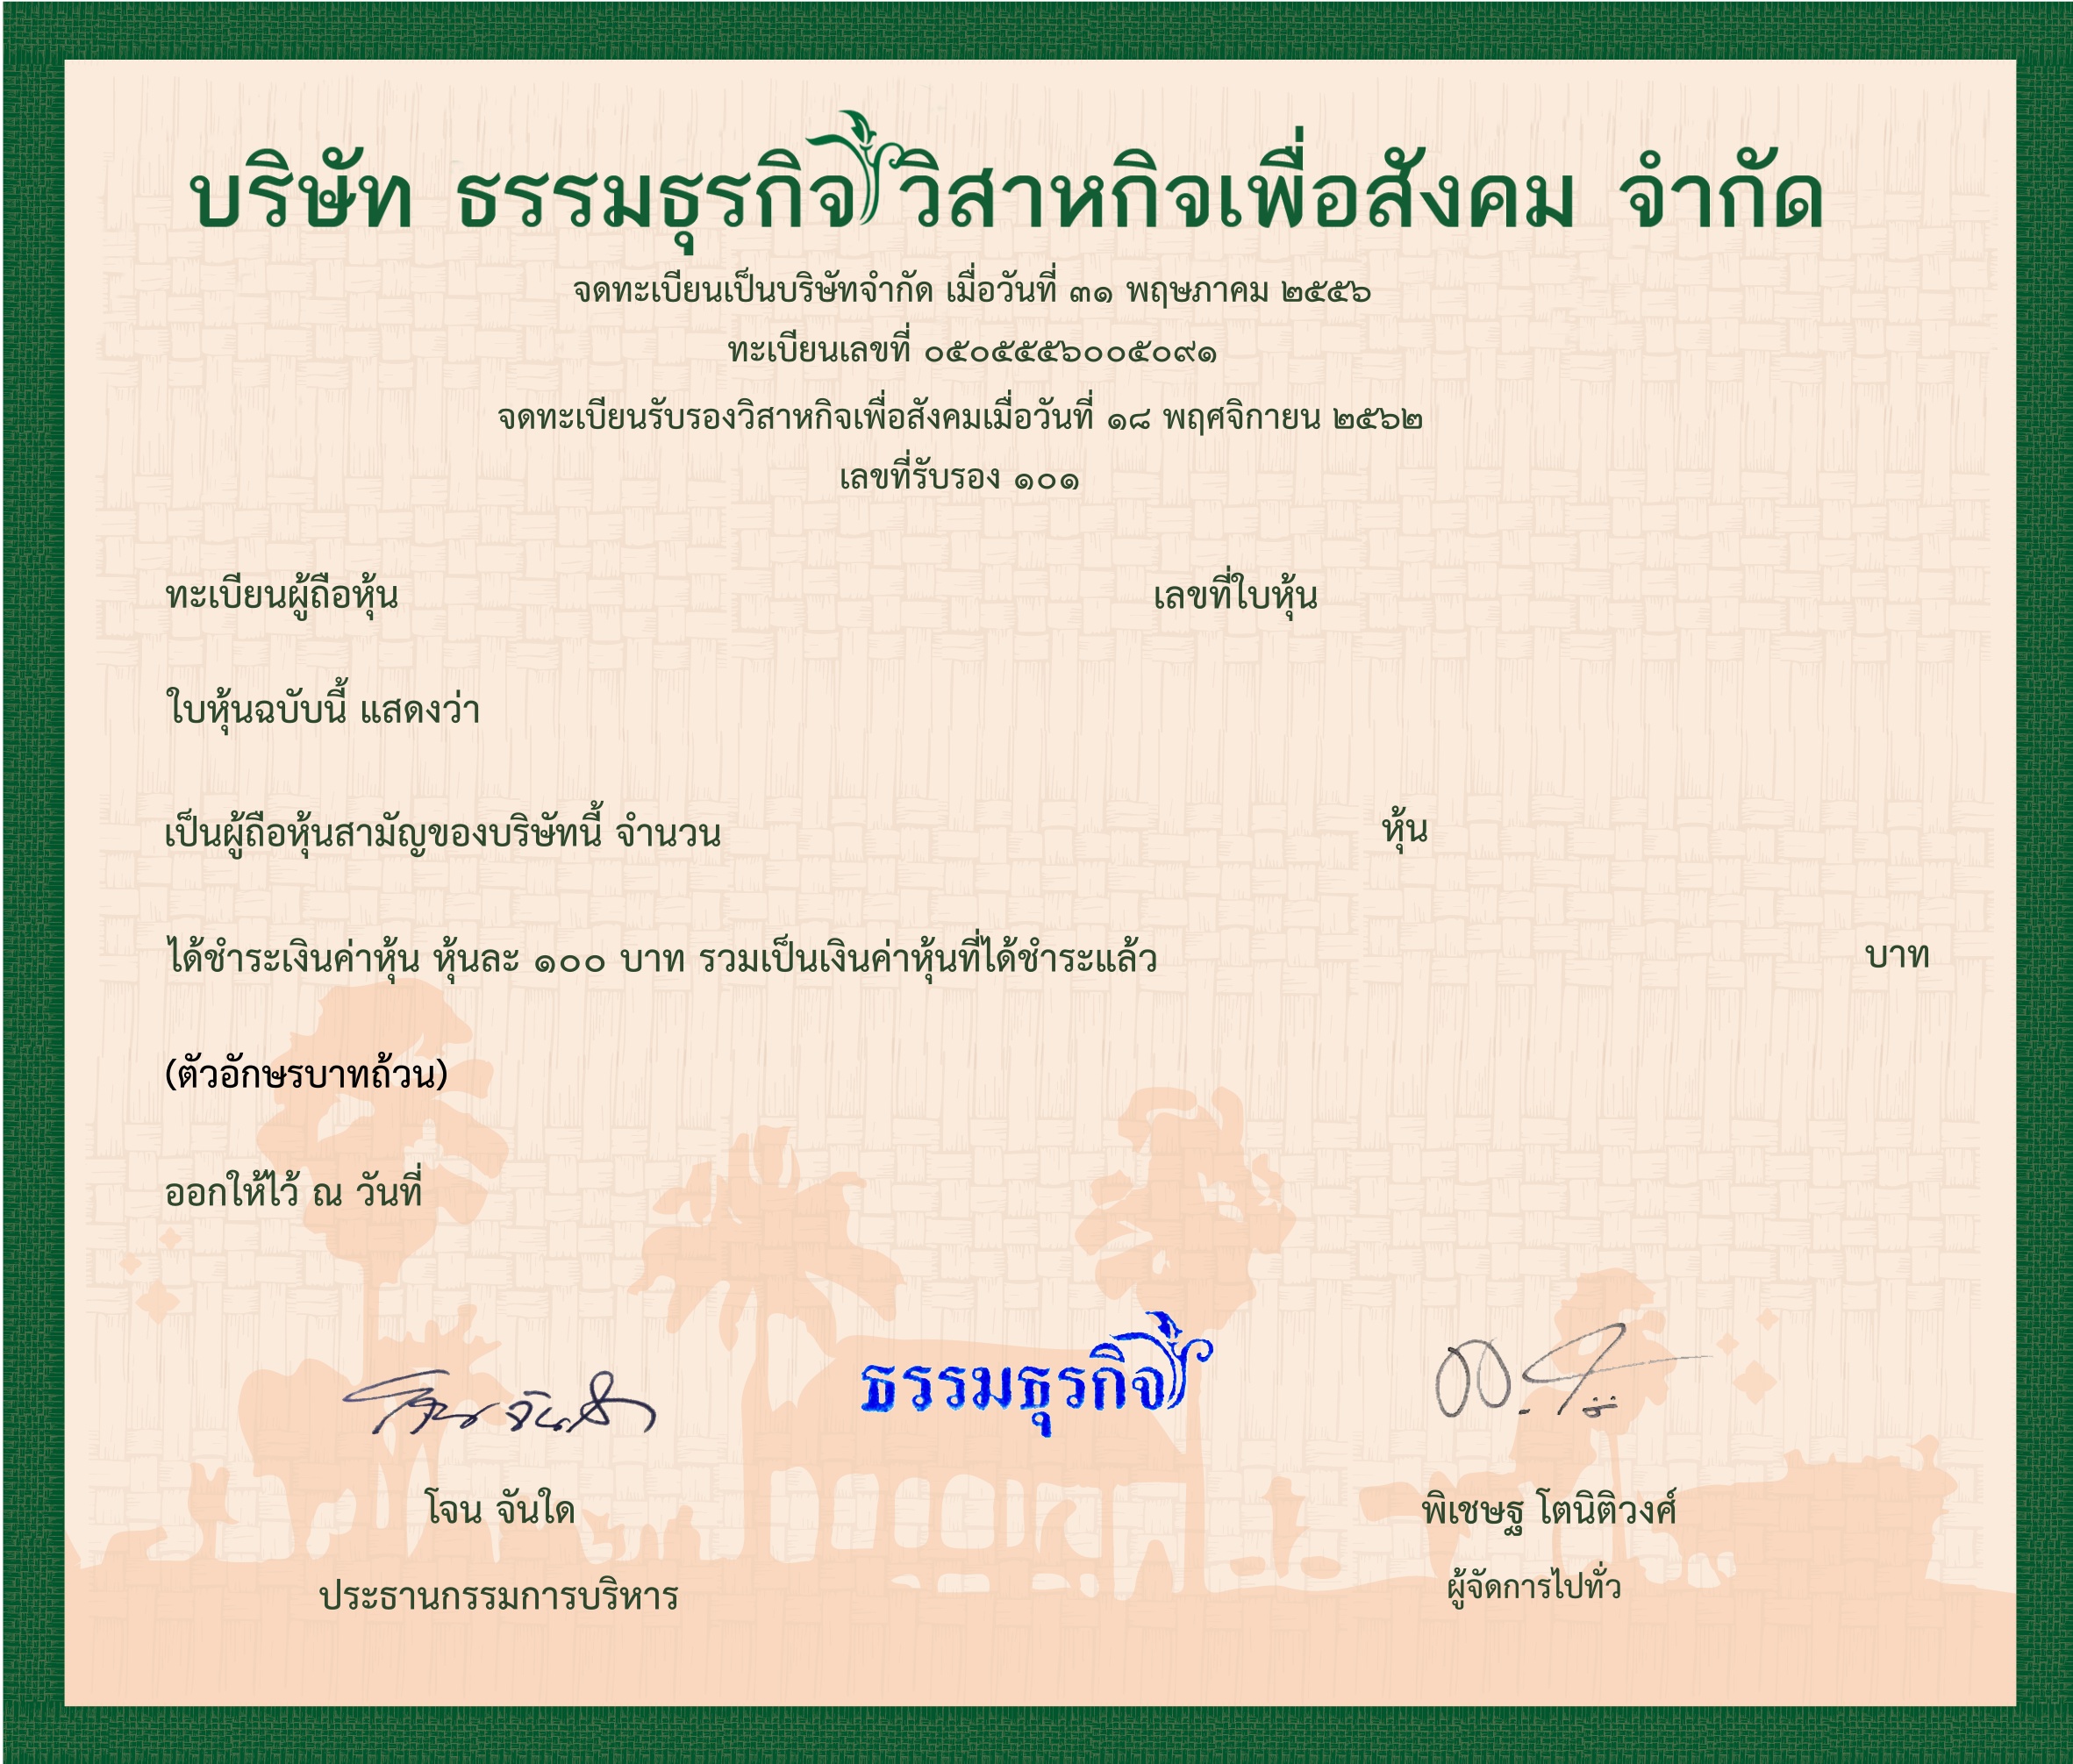 บริษัท ธรรมธุรกิจ วิสาหกิจเพื่อสังคม จำกัด
จดทะเบียนเป็นบริษัทจำกัด เมื่อวันที่ ๓๑ พฤษภาคม ๒๕๕๖
ทะเบียนเลขที่ ๐๕๐๕๕๕๖๐๐๕๐๙๑
จดทะเบียนรับรองวิสาหกิจเพื่อสังคมเมื่อวันที่ ๑๘ พฤศจิกายน ๒๕๖๒
เลขที่รับรอง ๑๐๑
ทะเบียนผู้ถือหุ้น เลขที่ใบหุ้น
ใบหุ้นฉบับนี้ แสดงว่า
เป็นผู้ถือหุ้นสามัญของบริษัทนี้ จำนวน หุ้น
ได้ชำระเงินค่าหุ้น หุ้นละ ๑๐๐ บาท รวมเป็นเงินค่าหุ้นที่ได้ชำระแล้ว บาท
(ตัวอักษรบาทถ้วน)
ออกให้ไว้ ณ วันที่
โจน จันใด ธรรมธุรกิจ
โจน จันใด พิเชษฐ โตนิติวงศ์
ประธานกรรมการบริหาร ผู้จัดการไปทั่ว